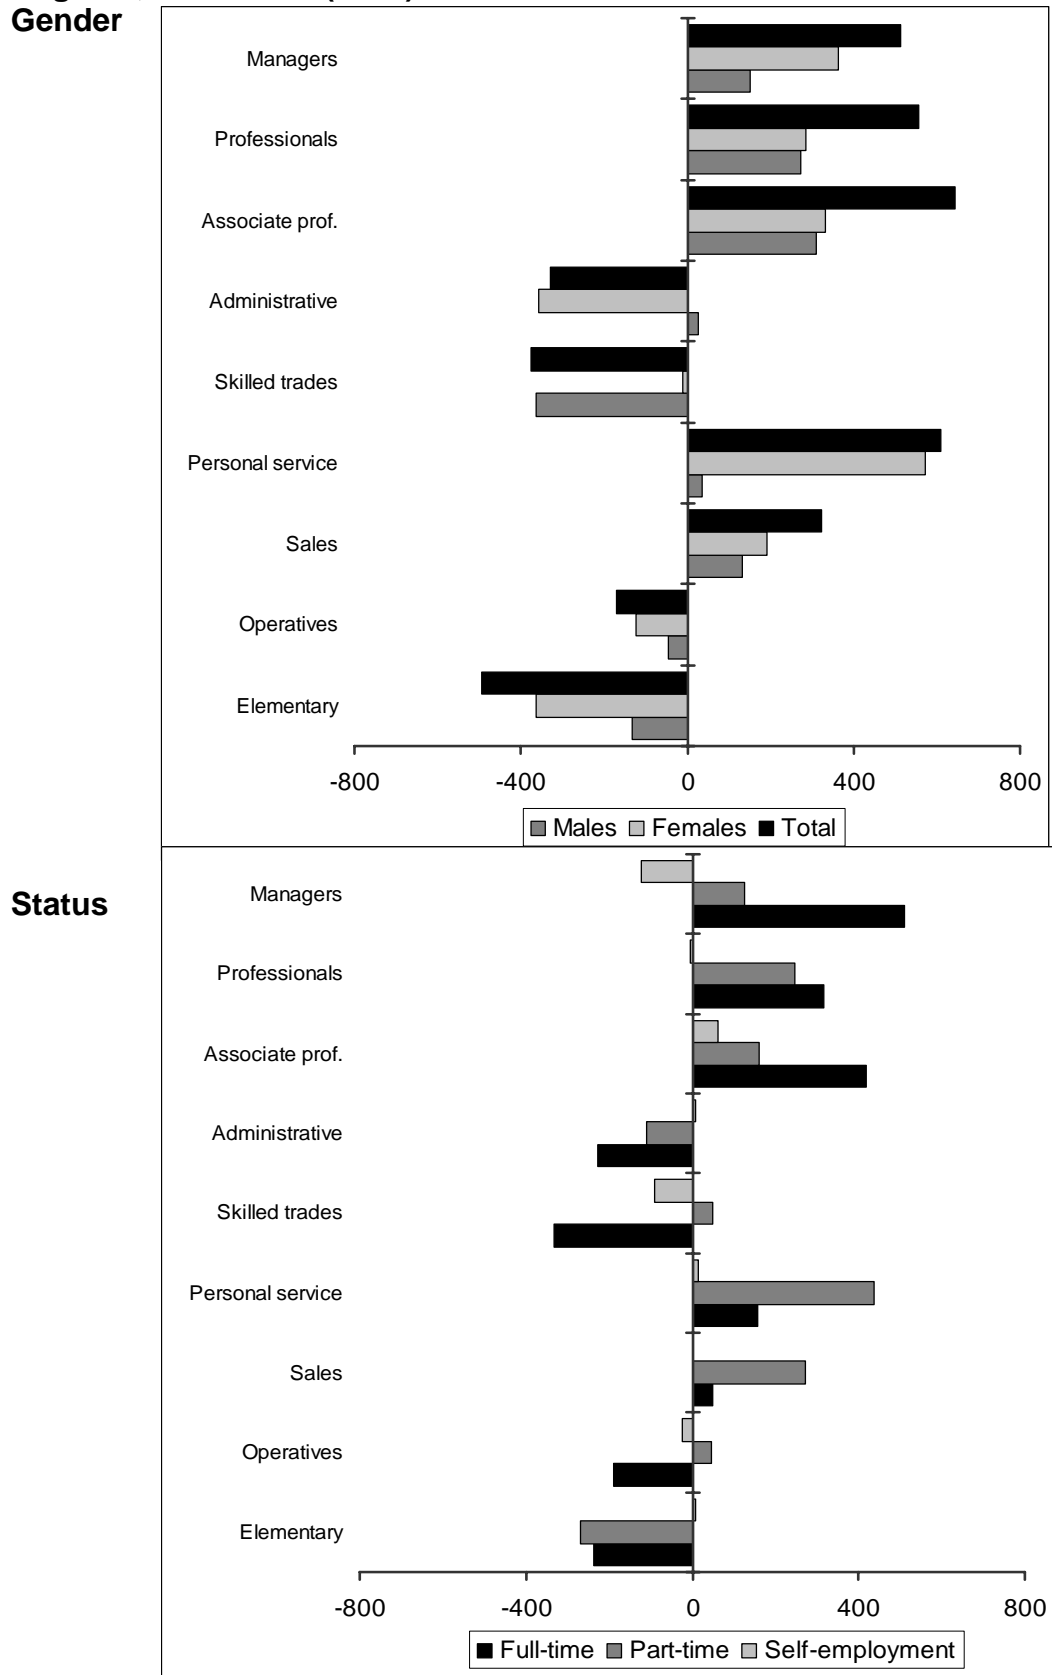 Gender
Managers
Professionals
Associate prof.
Administrative
Skilled trades
Personal service
Sales
Operatives
Elementary
-800 -400 0 400 800
Males Females Total
Status
Managers
Professionals
Associate prof.
Administrative
Skilled trades
Personal service
Sales
Operatives
Elementary
-800 -400 0 400 800
Full-time Part-time Self-employment